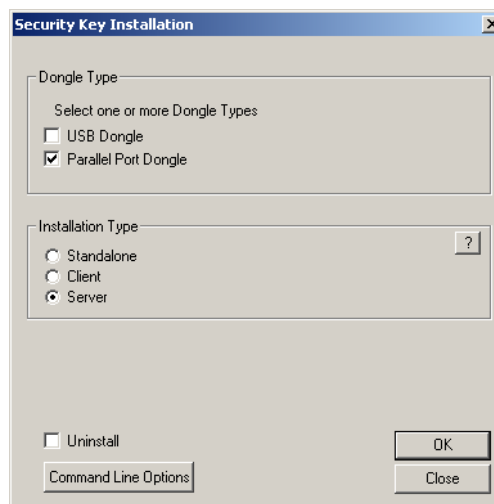 Security Key Installation
Dongle Type
Select one or more Dongle Types
USB Dongle
Parallel Port Dongle
Installation Type
?
Standalone
Client
Server
Uninstall
OK
Command Line Options
Close